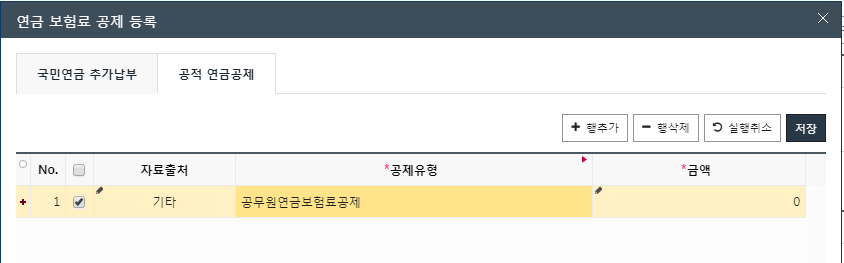 연금 보험료 공제 등록
국민연금 추가납부 공적 연금공제
행추가 행삭제 실행취소 저장
No. 자료출처 *공제유형 *금액
1 기타 공무원연금보험료공제 0